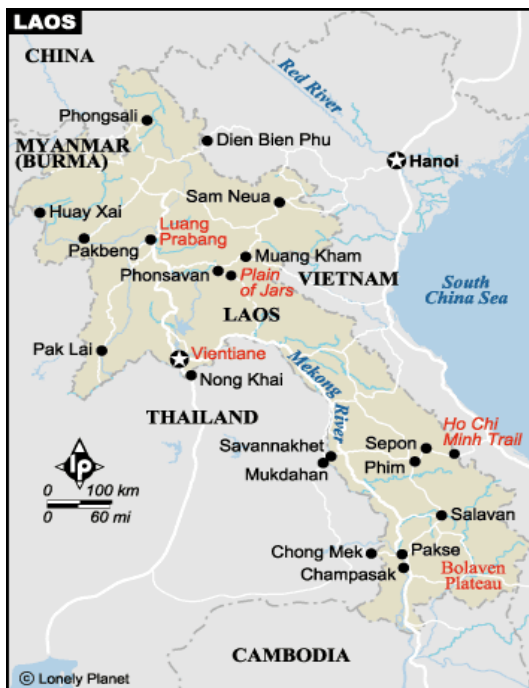 LAOS
CHINA
Red River
Phongsali
MYANMAR
(BURMA)
Dien Bien Phu
Hanoi
Sam Neua
Huay Xai
Luang
Prabang
Pakbeng
Muang Kham
Phonsavan
Plain
of Jars
VIETNAM
South
China Sea
LAOS
Pak Lai
Vientiane
Mekong
River
Nong Khai
THAILAND
Ho Chi
Minh Trail
Savannakhet
Sepon
Mukdahan
Phim
lp
0 100 km
0 60 mi
Salavan
Chong Mek
Pakse
Champasak
Bolaven
Plateau
CAMBODIA
© Lonely Planet